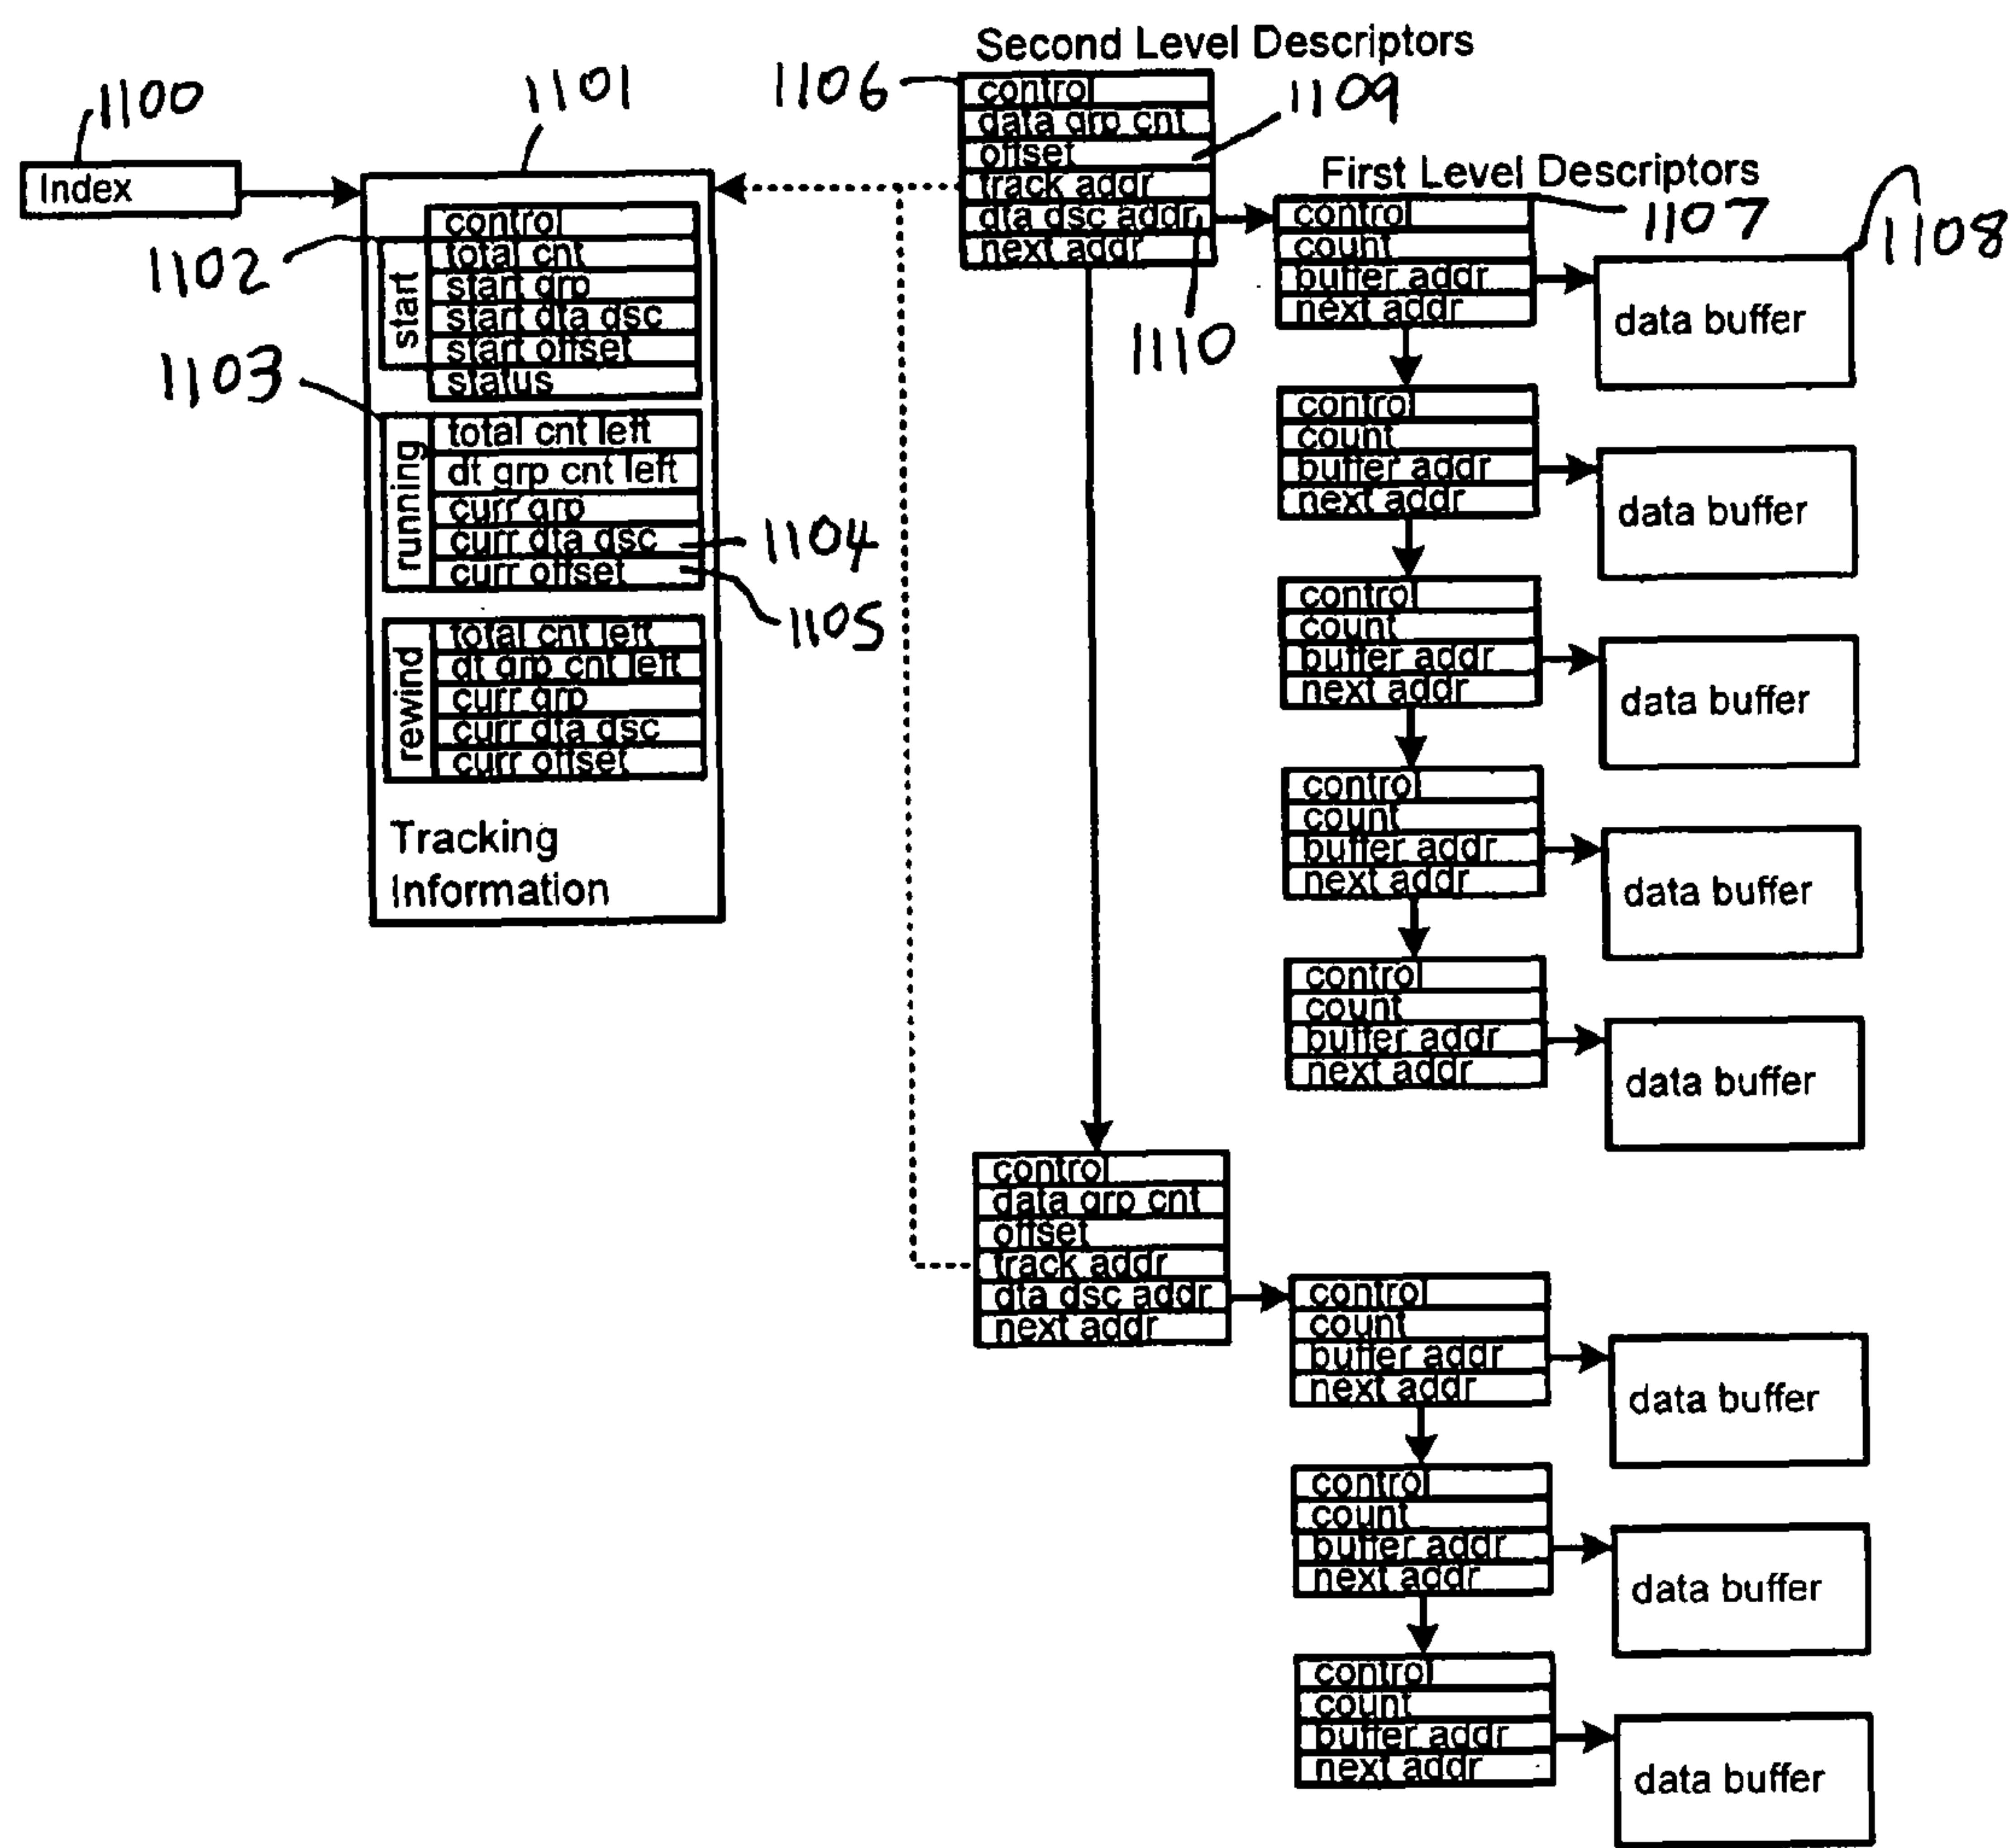 Second Level Descriptors
1100
1101
1106
1109
Index
1102
1103
control
total cnt
start grp
start dta dsc
start offset
status
start
total cnt left
dt grp cnt left
curr grp
curr dta dsc
curr offset
running
1104
1105
total cnt left
dt grp cnt left
curr grp
curr dta dsc
curr offset
rewind
Tracking
Information
control
data grp cnt
offset
track addr
dta dsc addr
next addr
1110
First Level Descriptors
1107
1108
control
count
buffer addr
next addr
data buffer
control
count
buffer addr
next addr
data buffer
control
count
buffer addr
next addr
data buffer
control
count
buffer addr
next addr
data buffer
control
count
buffer addr
next addr
data buffer
control
data grp cnt
offset
track addr
dta dsc addr
next addr
control
count
buffer addr
next addr
data buffer
control
count
buffer addr
next addr
data buffer
control
count
buffer addr
next addr
data buffer